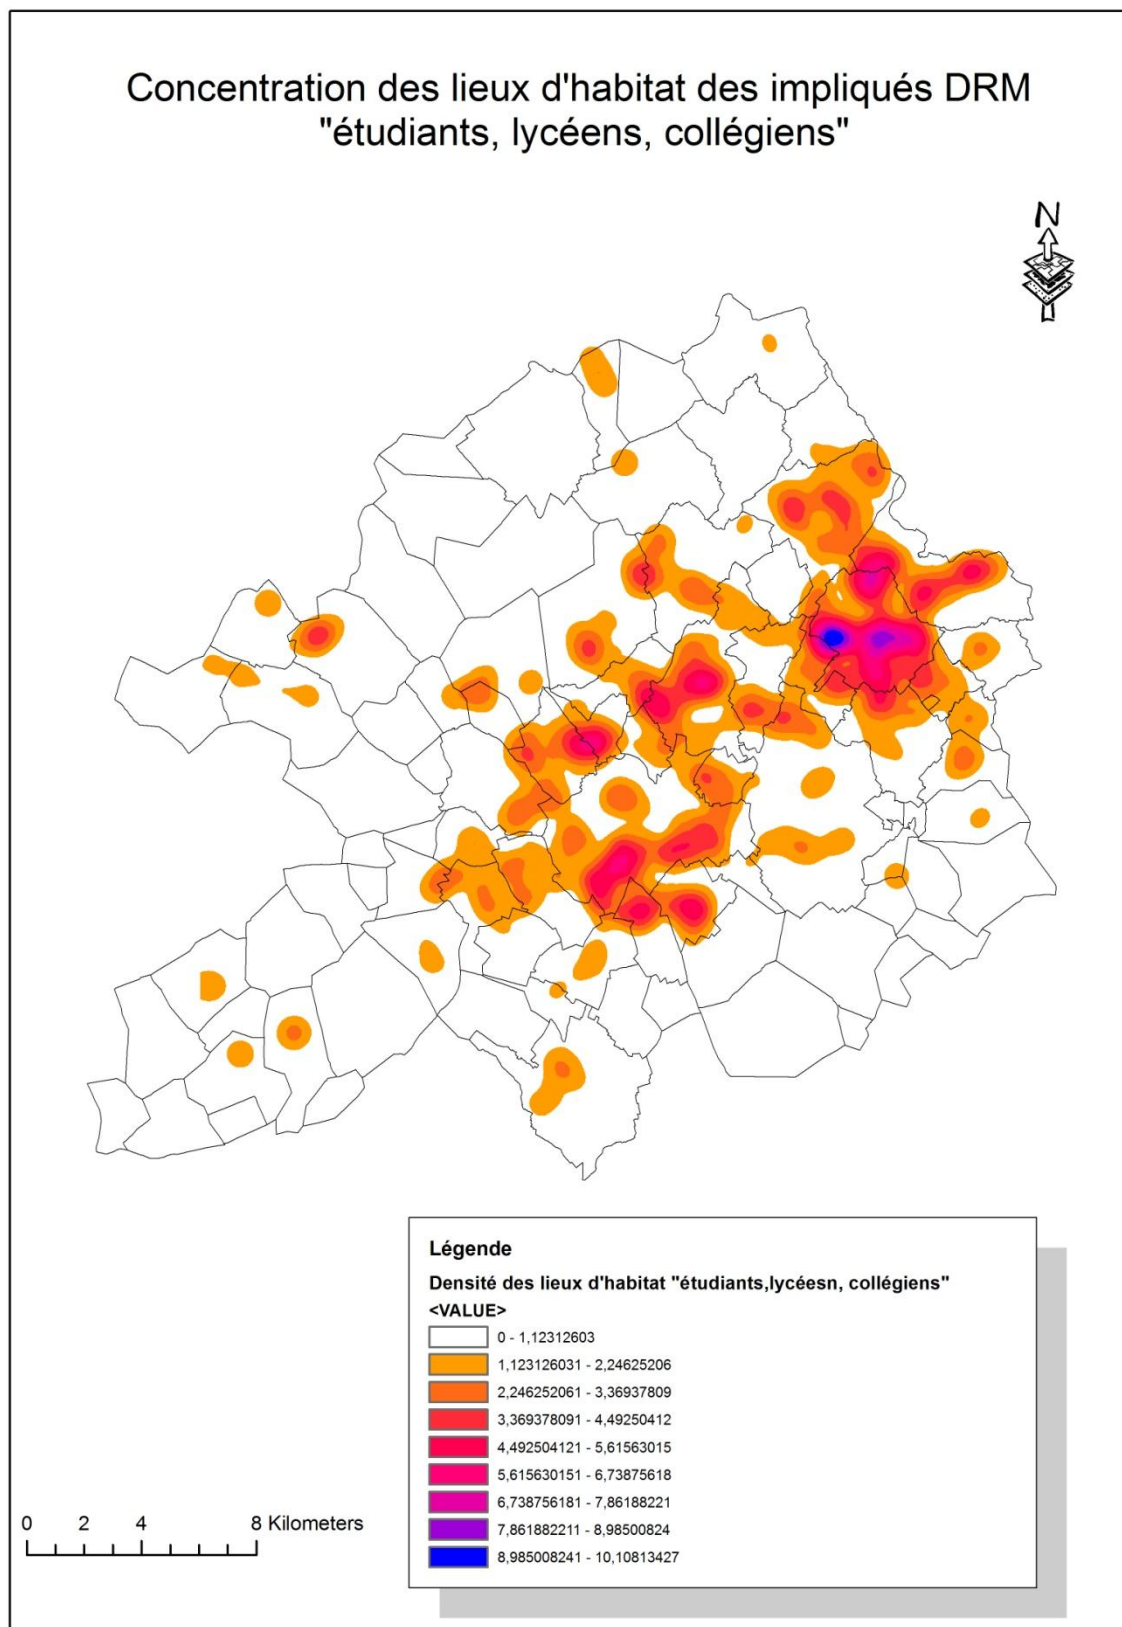 Concentration des lieux d'habitat des impliqués DRM
"étudiants, lycéens, collégiens"
N
Légende
Densité des lieux d'habitat "étudiants,lycéesn, collégiens"
<VALUE>
0 - 1,12312603
1,123126031 - 2,24625206
2,246252061 - 3,36937809
3,369378091 - 4,49250412
4,492504121 - 5,61563015
5,615630151 - 6,73875618
6,738756181 - 7,86188221
7,861882211 - 8,98500824
8,985008241 - 10,10813427
0 2 4 8 Kilometers